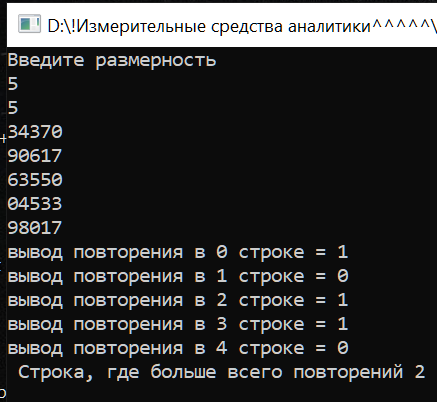 D:\!Измерительные средства аналитики^^^^^\
Введите размерность
5
5
34370
90617
63550
04533
98017
вывод повторения в 0 строке = 1
вывод повторения в 1 строке = 0
вывод повторения в 2 строке = 1
вывод повторения в 3 строке = 1
вывод повторения в 4 строке = 0
Строка, где больше всего повторений 2